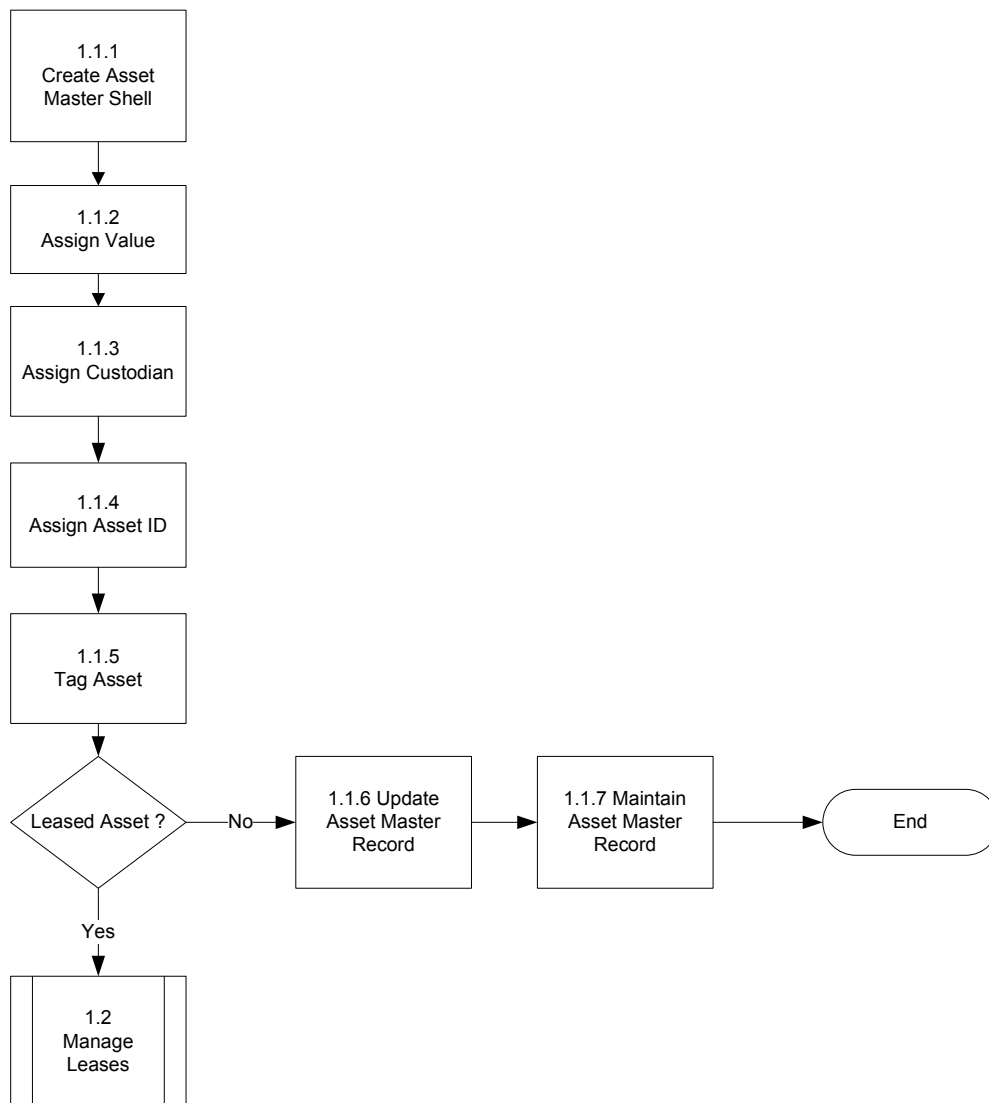 1.1.1
Create Asset
Master Shell
1.1.2
Assign Value
1.1.3
Assign Custodian
1.1.4
Assign Asset ID
1.1.5
Tag Asset
Leased Asset ?
No
1.1.6 Update
Asset Master
Record
1.1.7 Maintain
Asset Master
Record
End
Yes
1.2
Manage
Leases